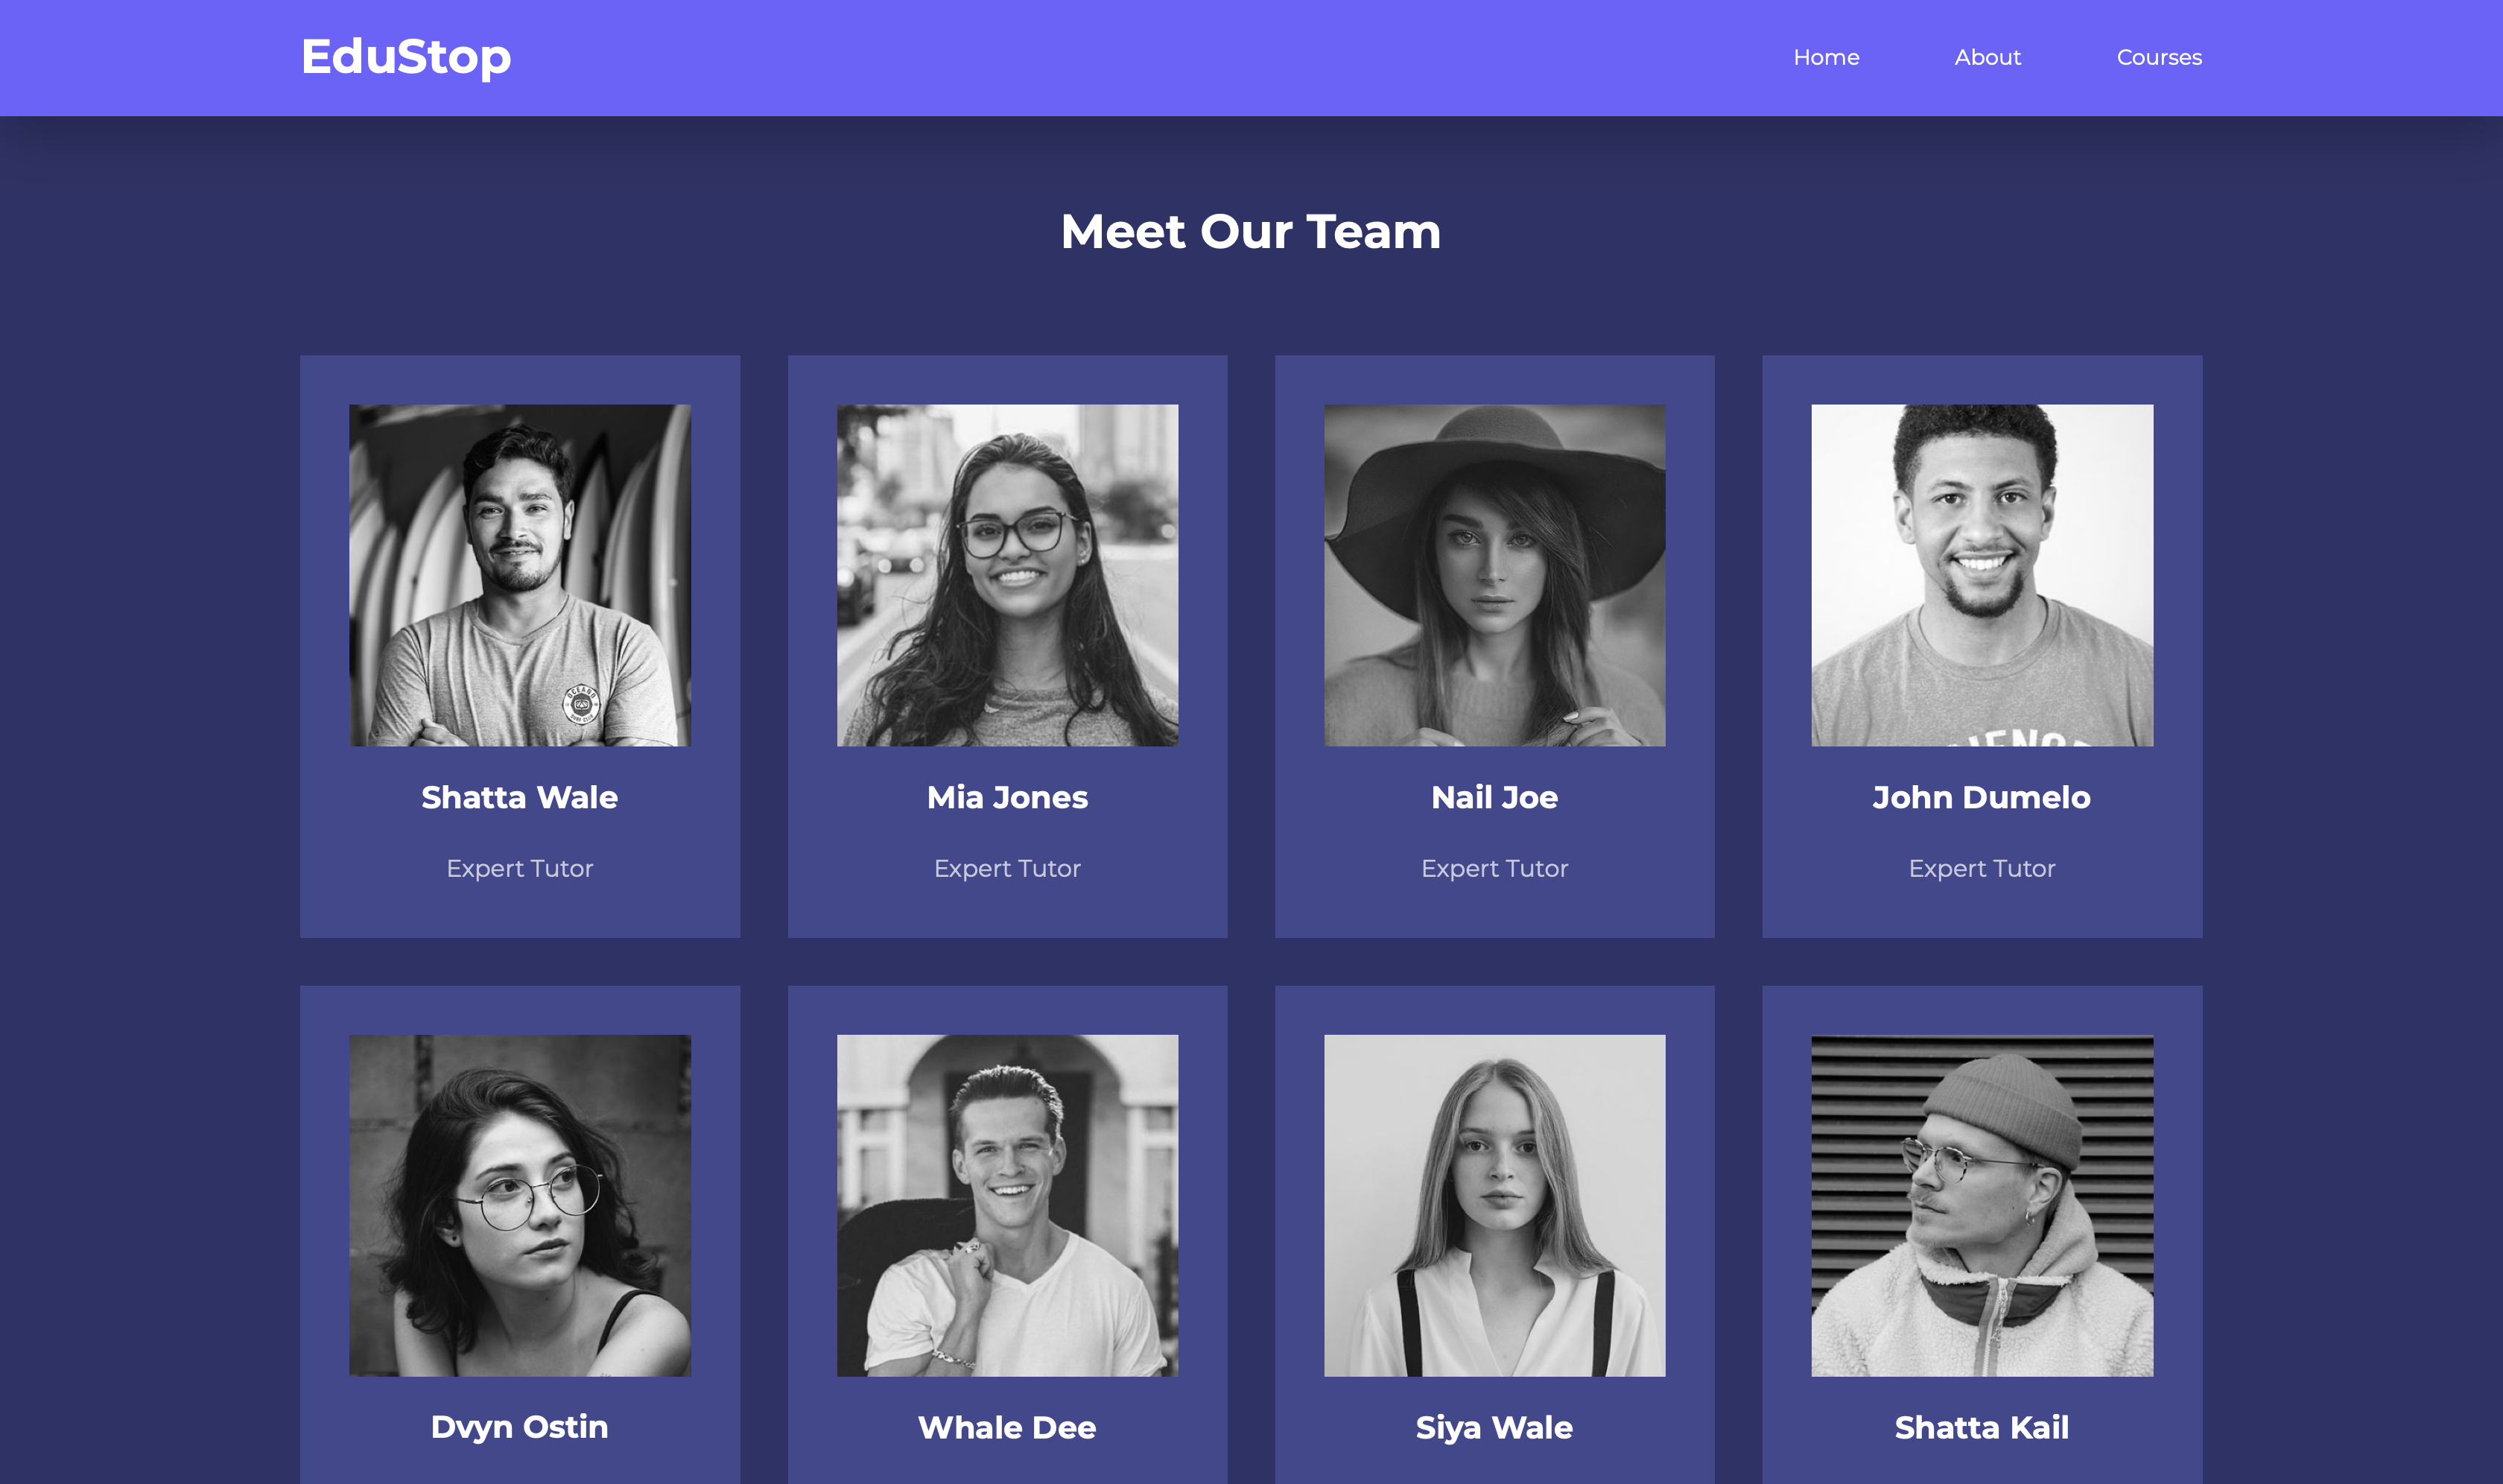 EduStop
Home About Courses
Meet Our Team
Shatta Wale
Expert Tutor
Mia Jones
Expert Tutor
Nail Joe
Expert Tutor
John Dumelo
Expert Tutor
Dvyn Ostin
Whale Dee
Siya Wale
Shatta Kail